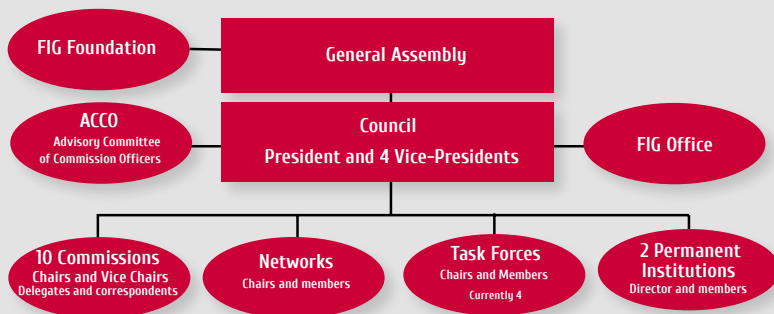 FIG Foundation
General Assembly
ACCO
Advisory Committee
of Commission Officers
Council
President and 4 Vice-Presidents
FIG Office
10 Commissions
Chairs and Vice Chairs
Delegates and correspondents
Networks
Chairs and members
Task Forces
Chairs and Members
Currently 4
2 Permanent
Institutions
Director and members